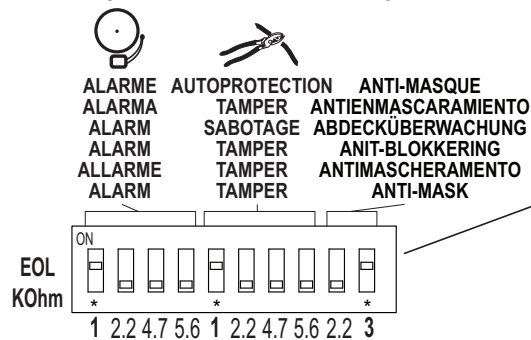 ALARME AUTOPROTECTION ANTI-MASQUE
ALARMA TAMPER ANTIENMASCARAMIENTO
ALARM SABOTAGE ABDECKÜBERWACHUNG
ALARM TAMPER ANIT-BLOKKERING
ALLARME TAMPER ANTIMASCHERAMENTO
ALARM TAMPER ANTI-MASK
ON
EOL
KOhm
* * *
1 2.2 4.7 5.6 1 2.2 4.7 5.6 2.2 3